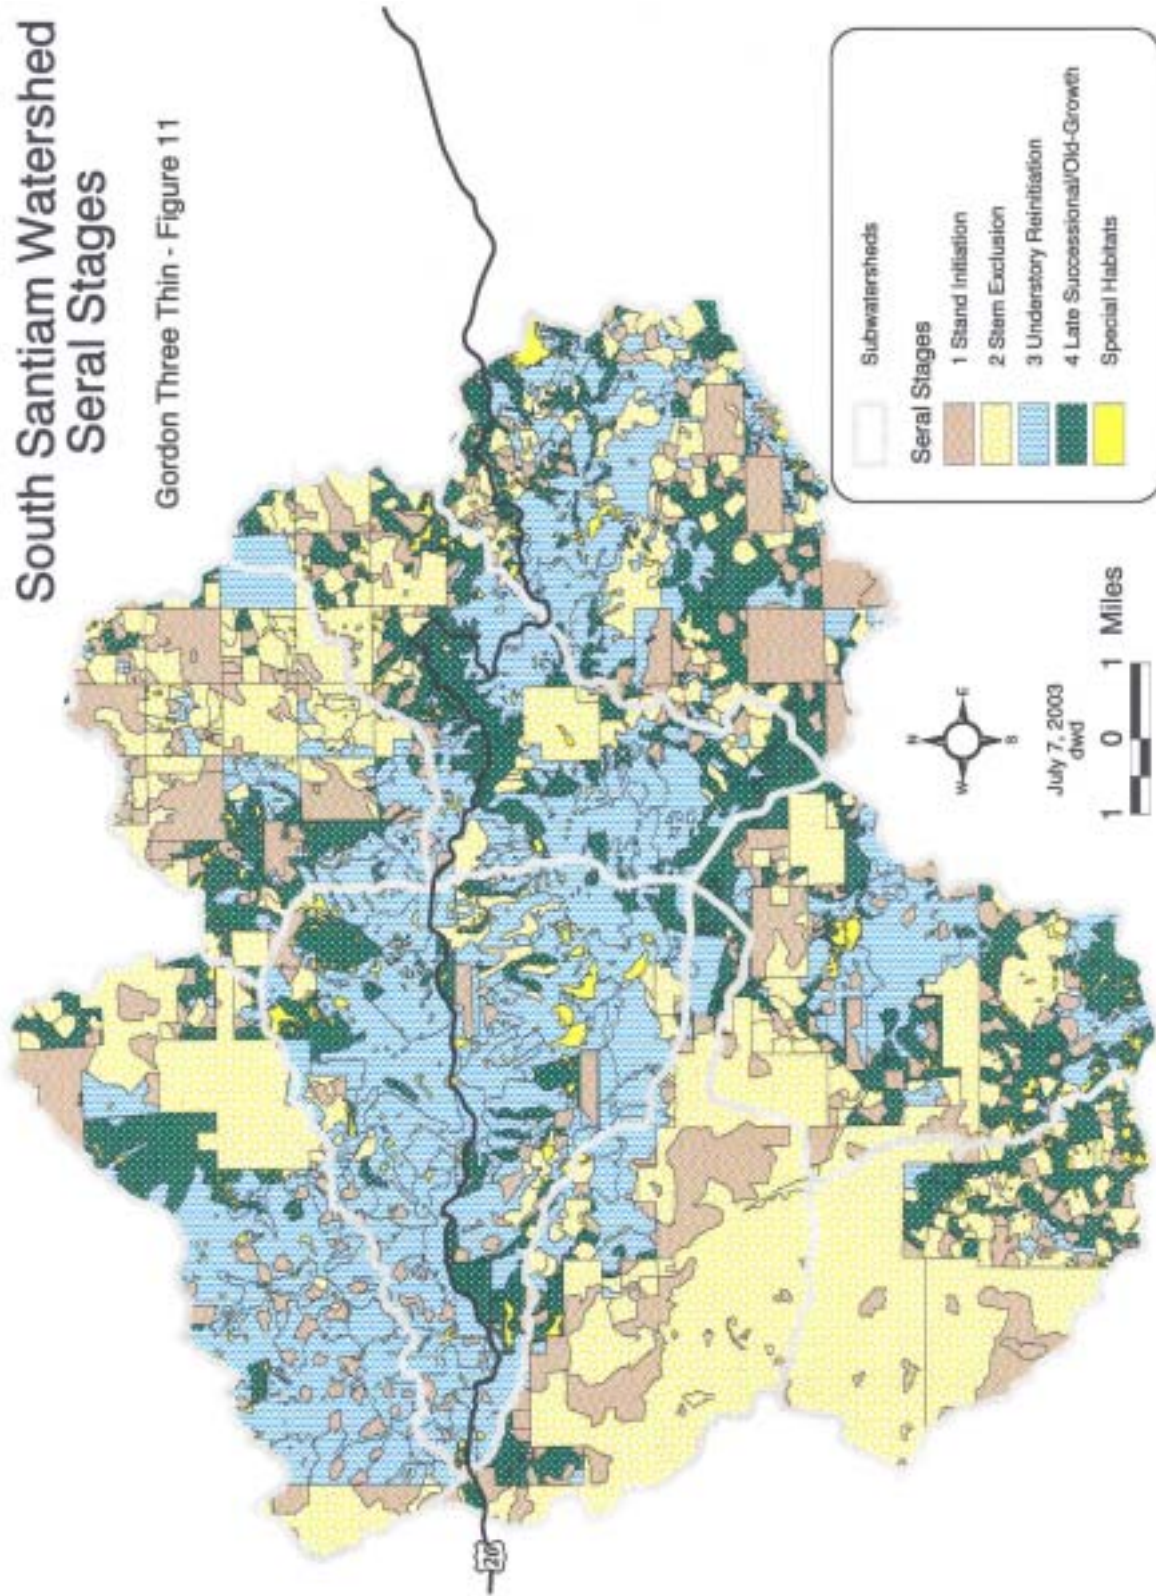 South Santiam Watershed
Seral Stages
Gordon Three Thin - Figure 11
20
Subwatersheds
Seral Stages
1 Stand Initiation
2 Stem Exclusion
3 Understory Reinitiation
4 Late Successional/Old-Growth
Special Habitats
N
W
E
S
July 7, 2003
dwd
1 0 1 Miles